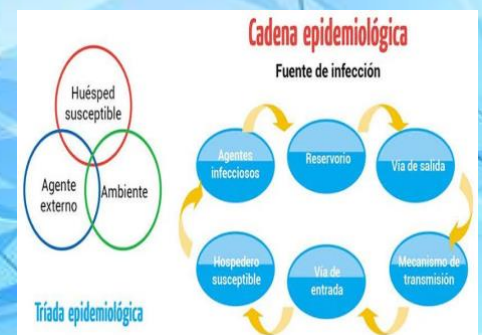 Cadena epidemiológica
Fuente de infección
Huésped
susceptible
Agente
externo
Ambiente
Tríada epidemiológica
Agentes
infecciosos
Reservorio
Vía de salida
Mecanismo de
transmisión
Vía de
entrada
Hospedero
susceptible